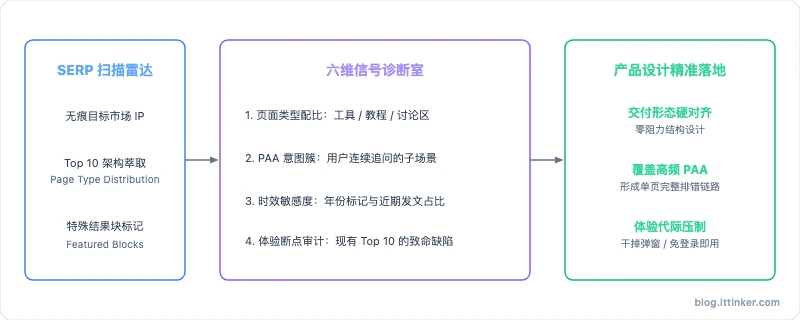 SERP 扫描雷达
无痕目标市场 IP
Top 10 架构萃取
Page Type Distribution
特殊结果块标记
Featured Blocks
六维信号诊断室
1. 页面类型配比：工具 / 教程 / 讨论区
2. PAA 意图簇：用户连续追问的子场景
3. 时效敏感度：年份标记与近期发文占比
4. 体验断点审计：现有 Top 10 的致命缺陷
产品设计精准落地
交付形态硬对齐
零阻力结构设计
覆盖高频 PAA
形成单页完整排错链路
体验代际压制
干掉弹窗 / 免登录即用
blog.ittinker.com